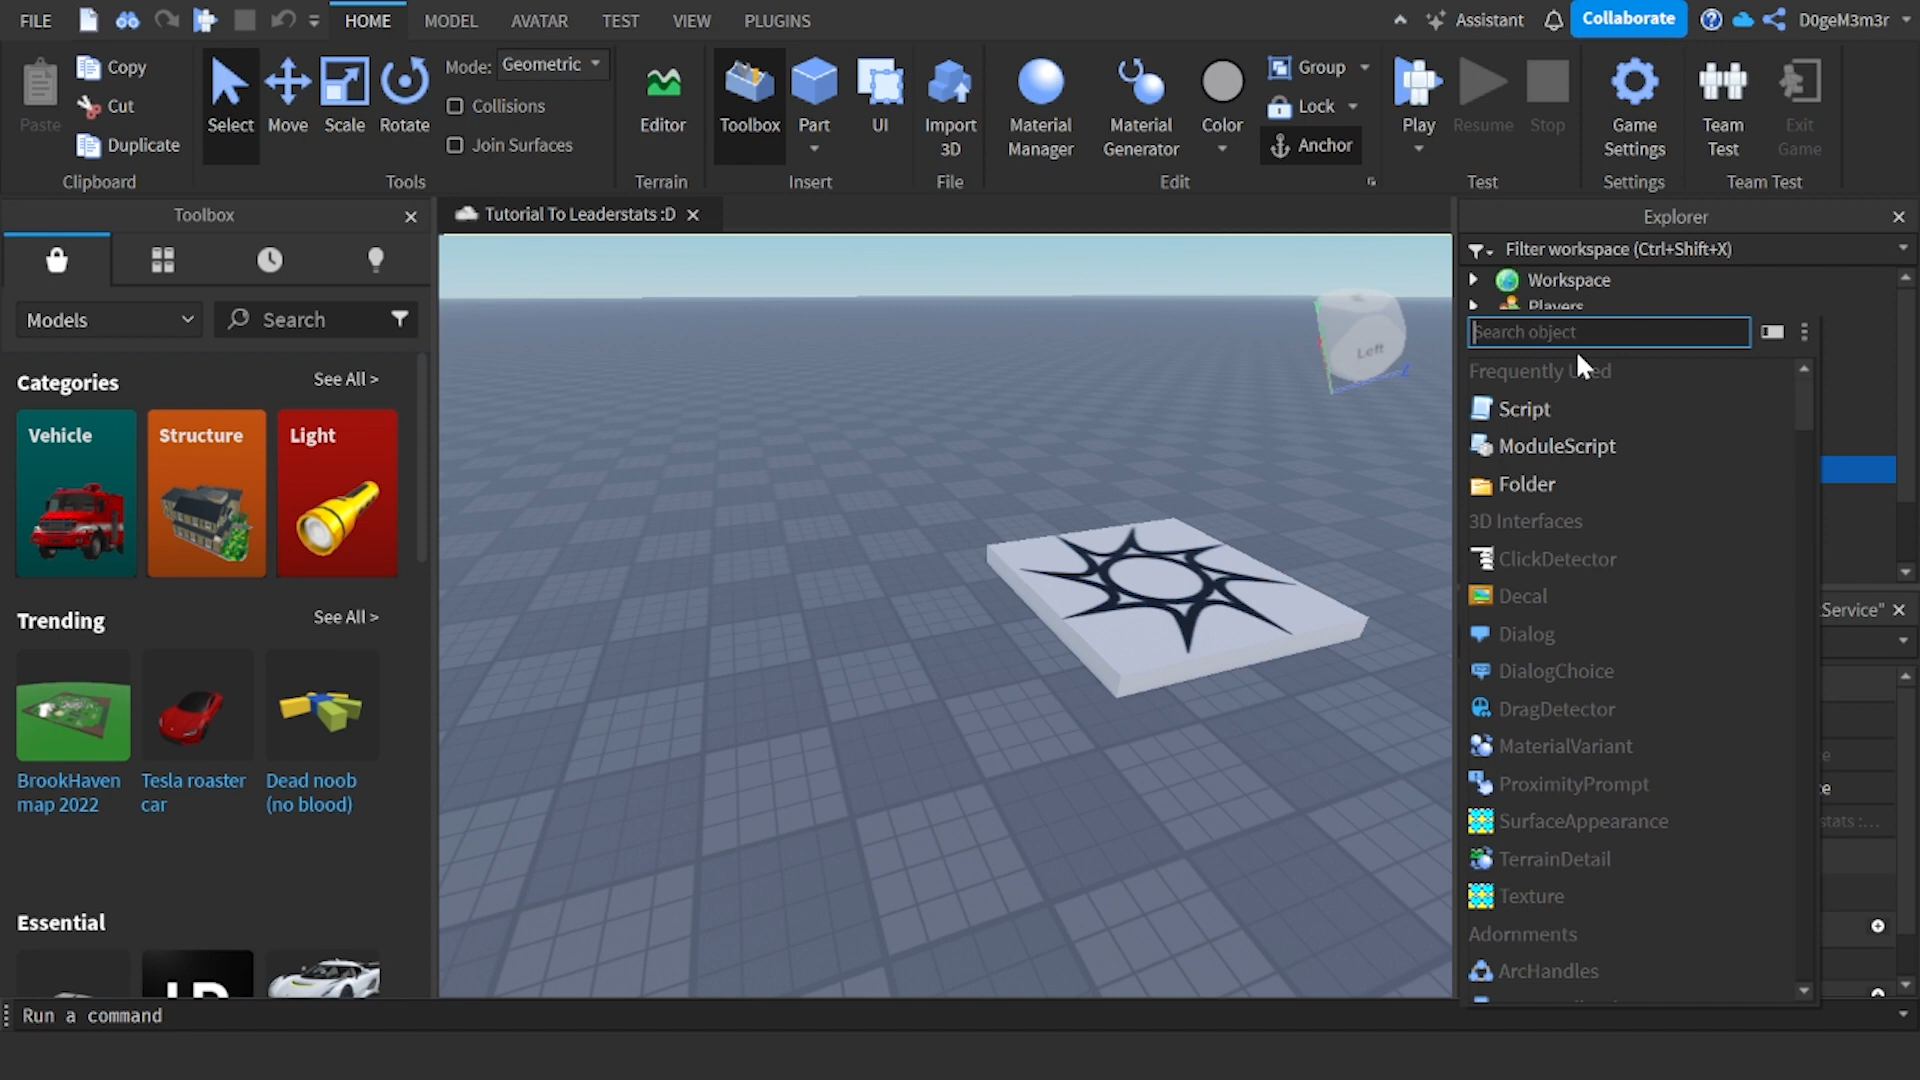 FILE
HOME
MODEL
AVATAR
TEST
VIEW
PLUGINS
Assistant
Collaborate
D0geM3m3r
Paste
Copy
Cut
Duplicate
Clipboard
Select
Move
Scale
Rotate
Mode: Geometric
Collisions
Join Surfaces
Tools
Editor
Terrain
Toolbox
Part
UI
Insert
Import
3D
File
Material
Manager
Material
Generator
Color
Group
Lock
Anchor
Edit
Play
Resume
Stop
Test
Game
Settings
Settings
Team
Test
Exit
Game
Team Test
Toolbox
Models
Search
Categories
See All >
Vehicle
Structure
Light
Trending
See All >
BrookHaven
map 2022
Tesla roaster
car
Dead noob
(no blood)
Essential
Tutorial To Leaderstats :D
Left
Explorer
Filter workspace (Ctrl+Shift+X)
Workspace
Players
Search object
Frequently Used
Script
ModuleScript
Folder
3D Interfaces
ClickDetector
Decal
Dialog
DialogChoice
DragDetector
MaterialVariant
ProximityPrompt
SurfaceAppearance
TerrainDetail
Texture
Adornments
ArcHandles
Service"
Run a command